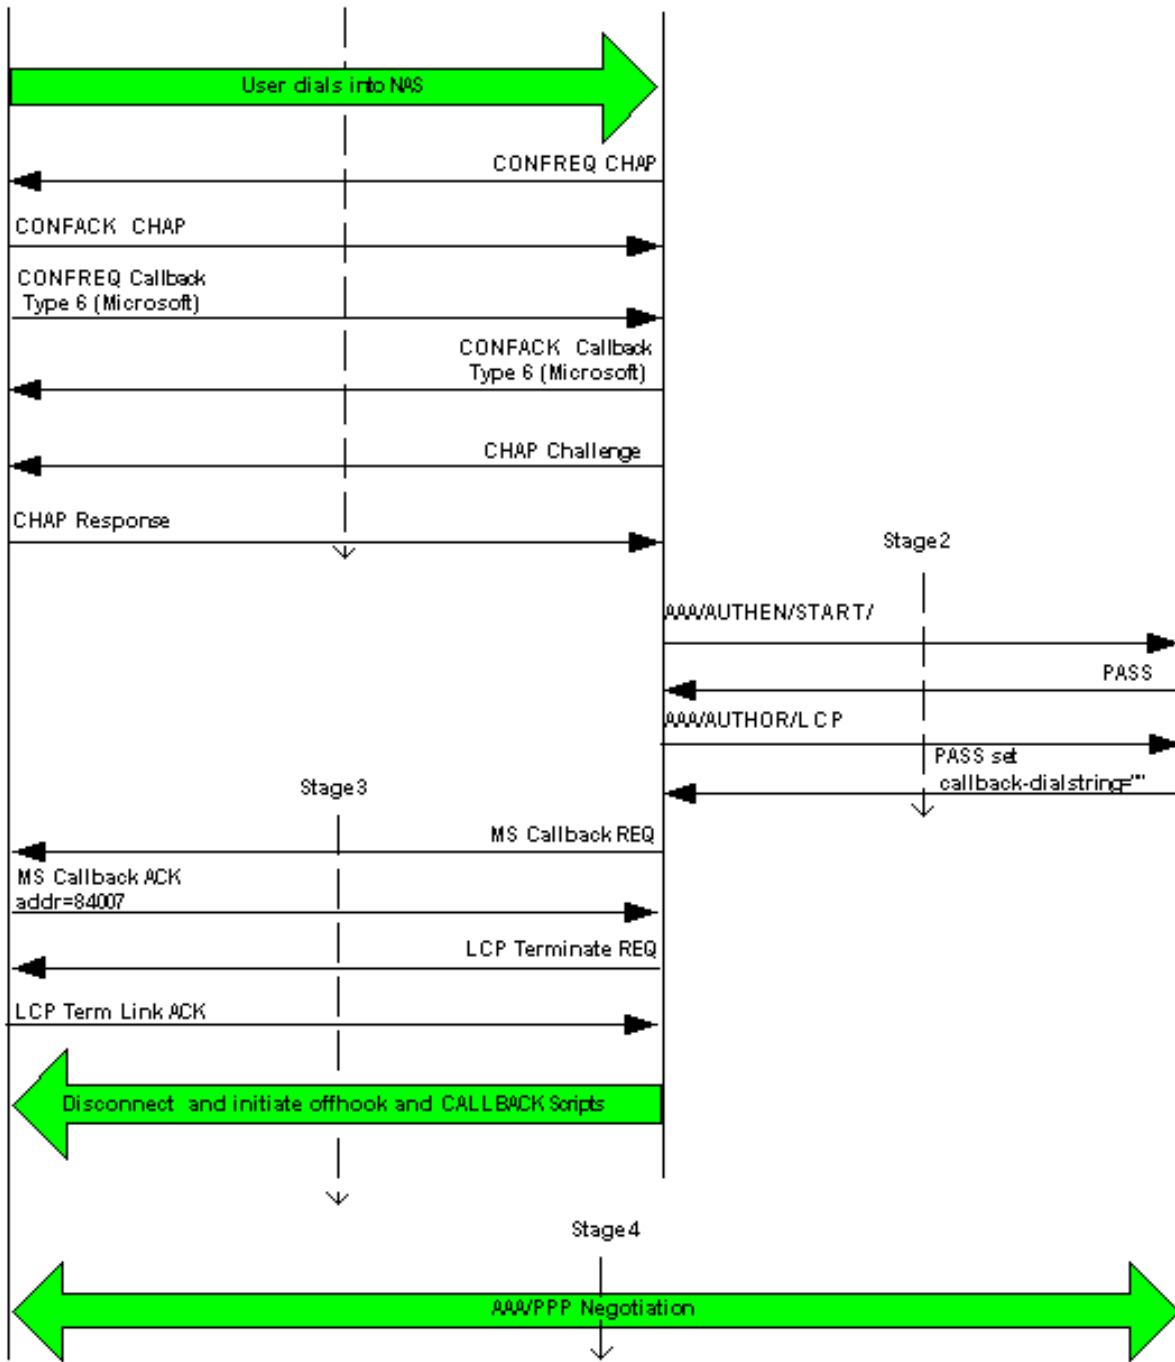 User dials into NAS
CONFREQ CHAP
CONFACK CHAP
CONFREQ Callback
Type 6 (Microsoft)
CONFACK Callback
Type 6 (Microsoft)
CHAP Challenge
CHAP Response
Stage 2
AAA/AUTHEN/START/
PASS
AAA/AUTHOR/LCP
PASS set
callback-dialstring=""
Stage 3
MS Callback REQ
MS Callback ACK
addr=84007
LCP Terminate REQ
LCP Term Link ACK
Disconnect and initiate offhook and CALLBACK Scripts
Stage 4
AAA/PPP Negotiation